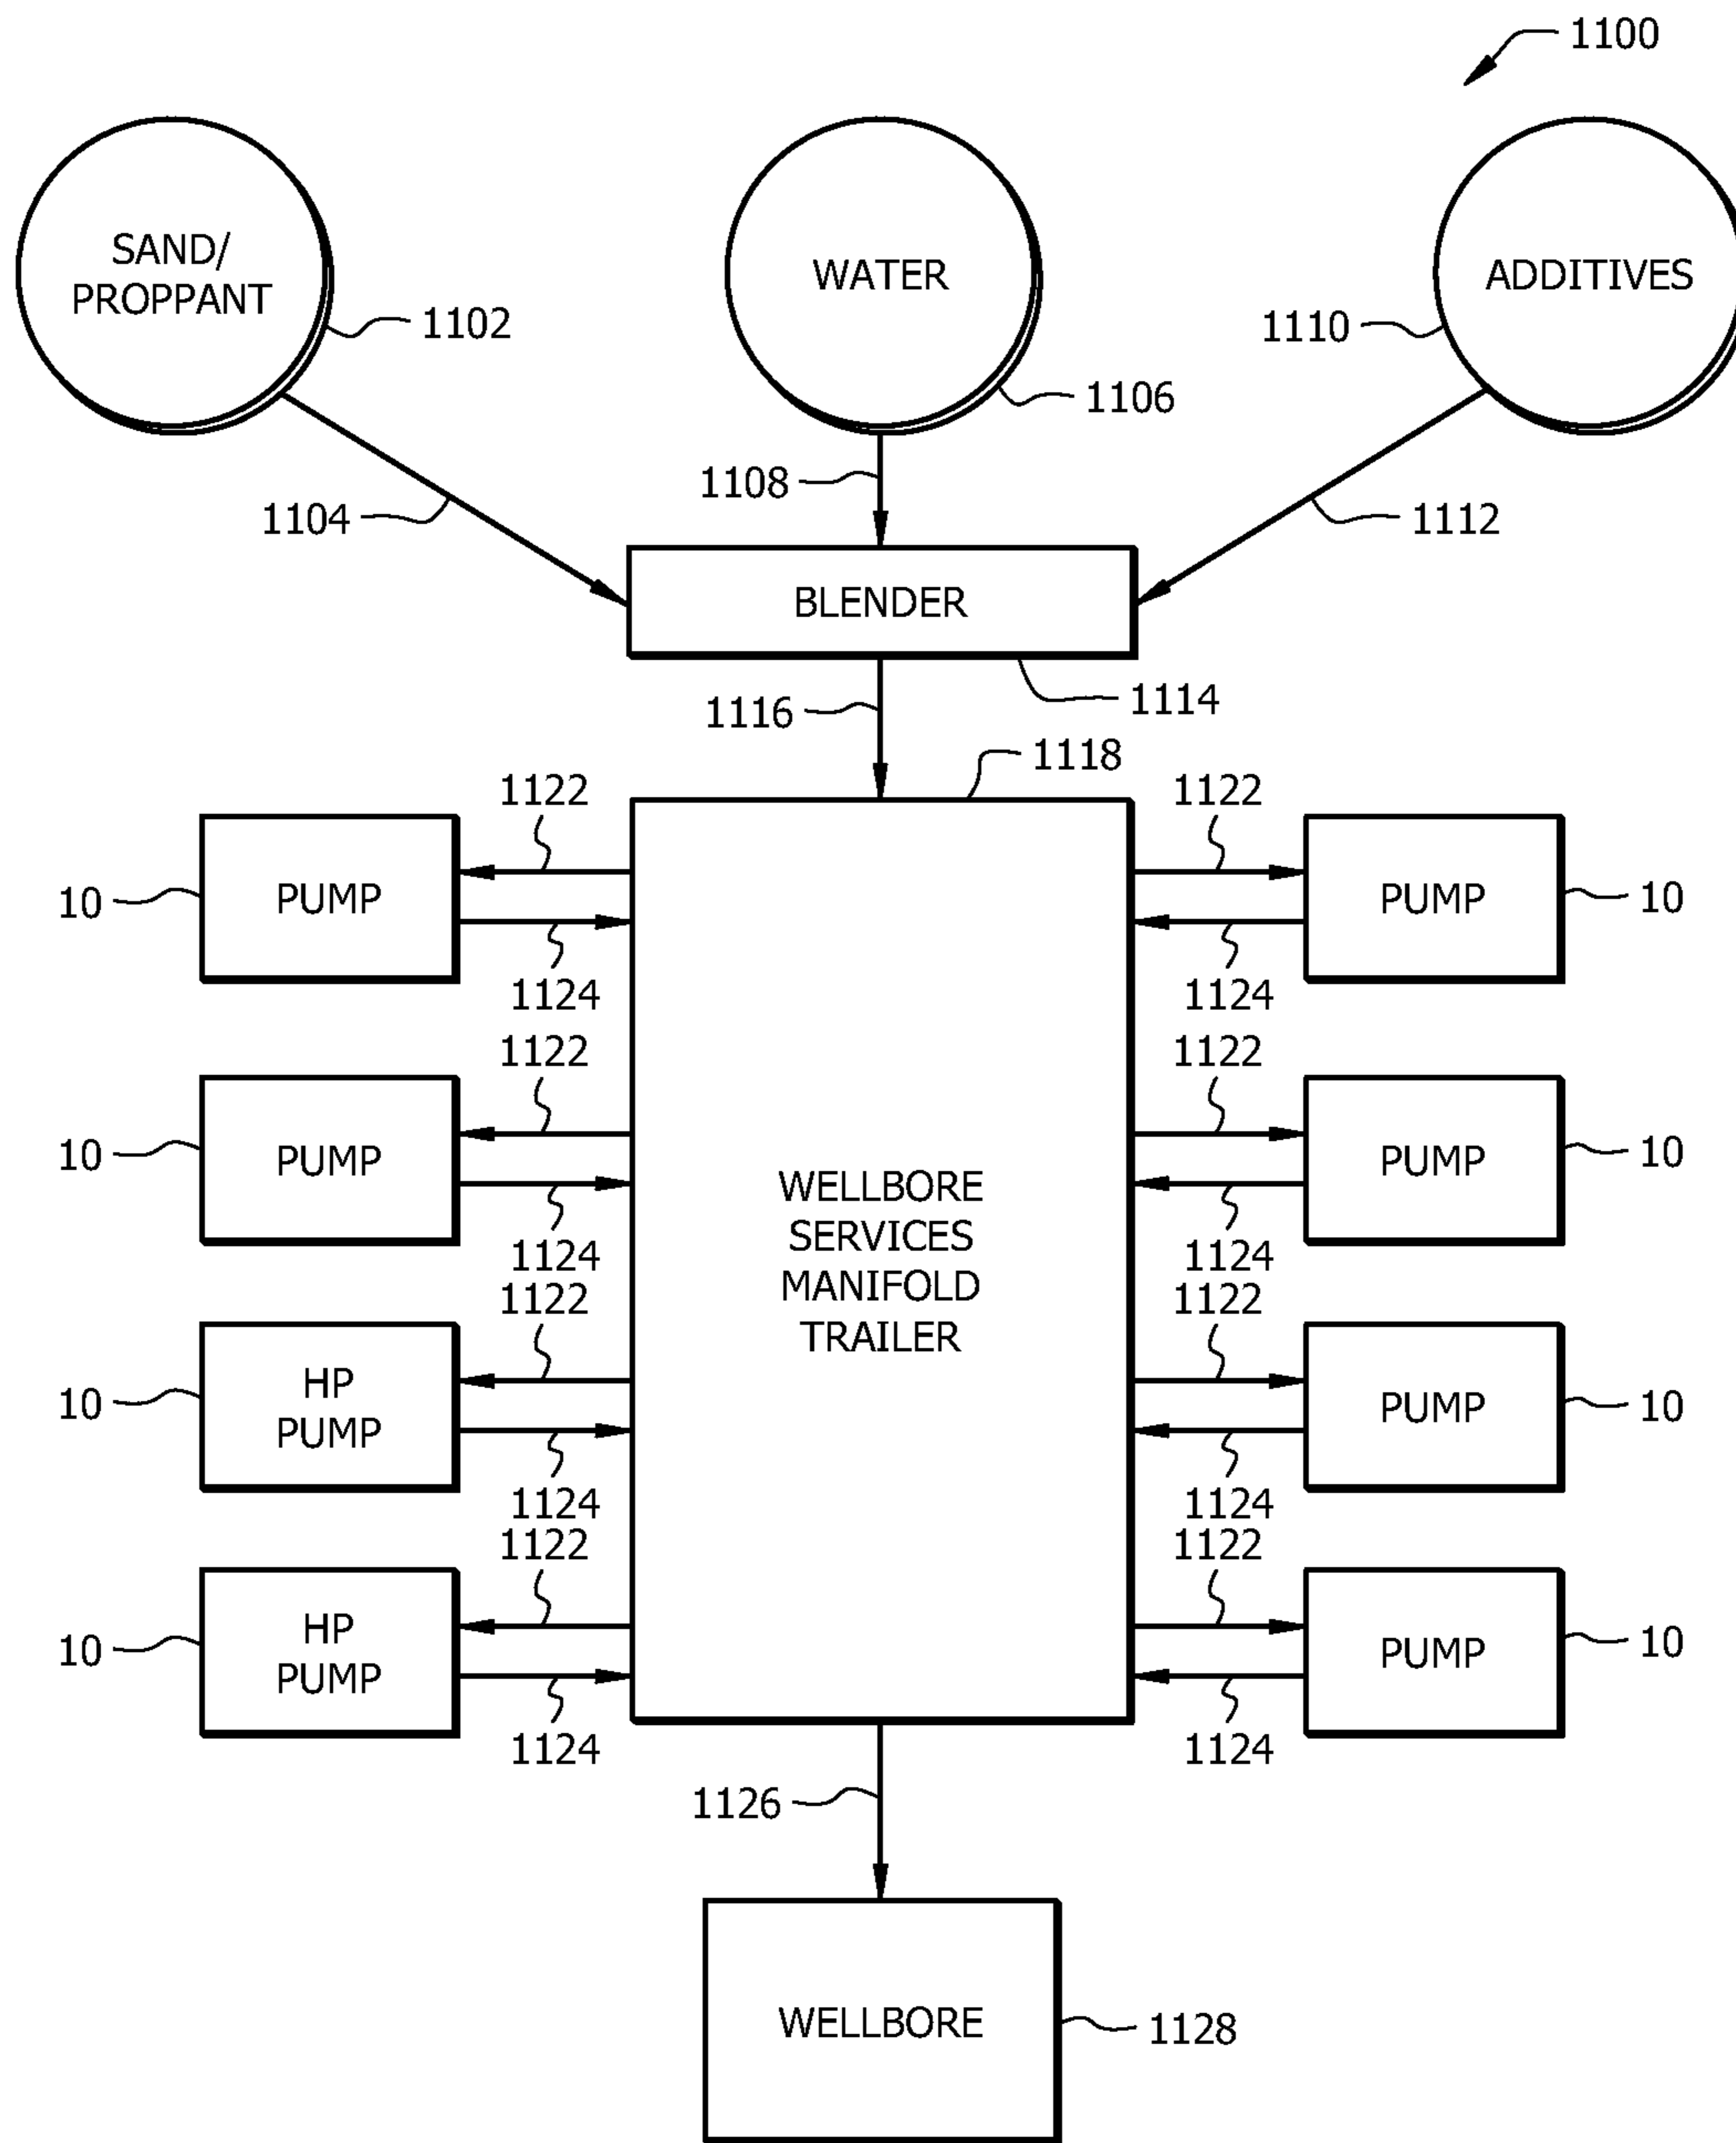 1100
SAND/
PROPPANT
WATER
ADDITIVES
1102
1110
1106
1108
1104
1112
BLENDER
1114
1116
1118
1122
1122
10
PUMP
PUMP
10
1124
1124
1122
1122
10
PUMP
PUMP
10
1124
1124
WELLBORE
SERVICES
MANIFOLD
TRAILER
1122
1122
10
HP
PUMP
PUMP
10
1124
1124
1122
1122
10
HP
PUMP
PUMP
10
1124
1124
1126
WELLBORE
1128